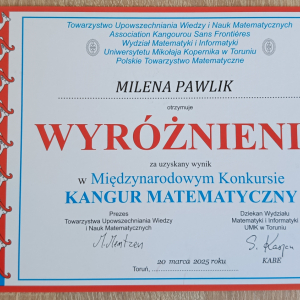 Towarzystwo Upowszechniania Wiedzy i Nauk Matematycznych
Association Kangourou Sans Frontières
Wydział Matematyki i Informatyki
Uniwersytetu Mikołaja Kopernika w Toruniu
Polskie Towarzystwo Matematyczne
MILENA PAWLIK
otrzymuje
WYRÓŻNIENI
za uzyskany wynik
w Międzynarodowym Konkursie
KANGUR MATEMATYCZNY
Prezes
Towarzystwa Upowszechniania Wiedzy
i Nauk Matematycznych
Dziekan Wydziału
Matematyki i Informatyki
UMK w Toruniu
KABE
Toruń, 20 marca 2025 roku